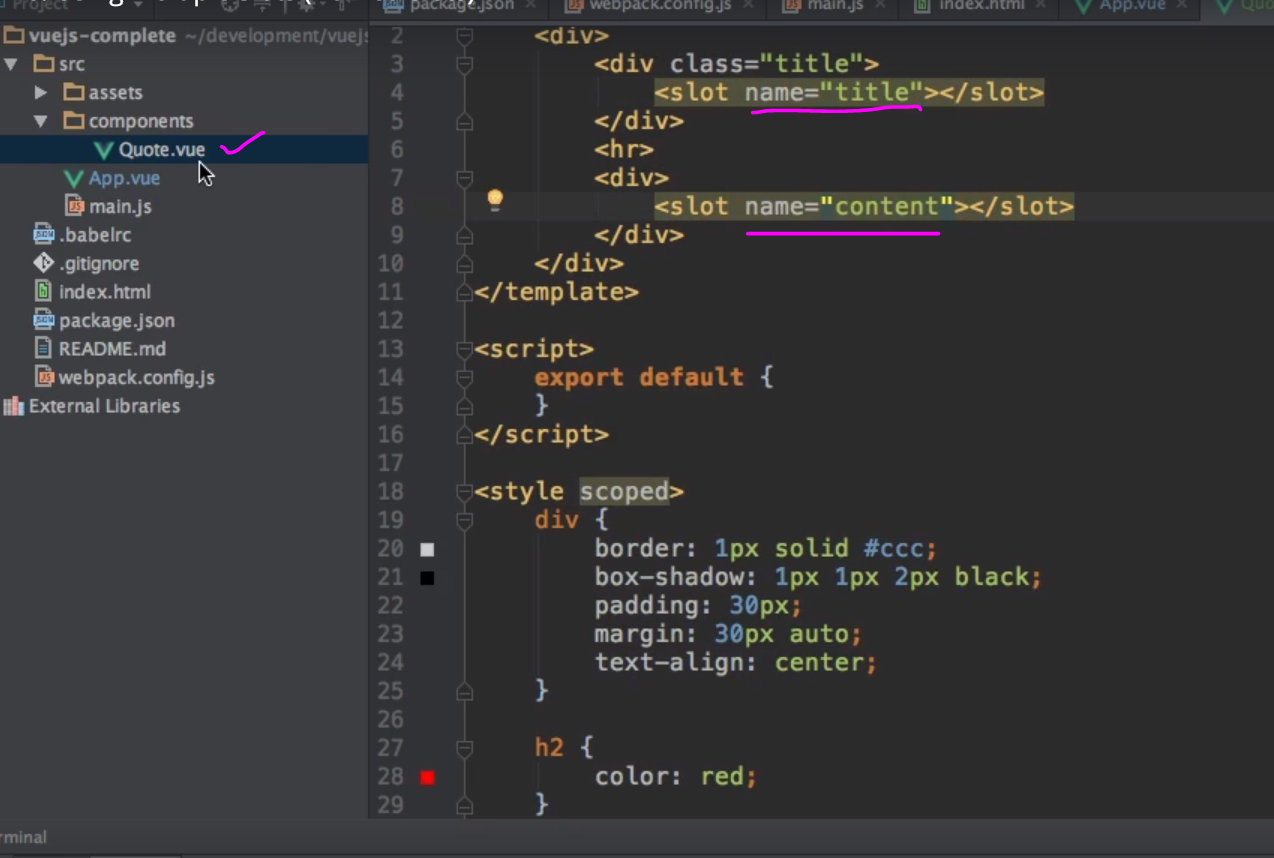 Project
package.json
webpack.config.js
main.js
index.html
App.vue
vuejs-complete ~/development/vuejs
src
assets
components
Quote.vue
App.vue
main.js
.babelrc
.gitignore
index.html
package.json
README.md
webpack.config.js
External Libraries
2 <div>
3 <div class="title">
4 <slot name="title"></slot>
5 </div>
6 <hr>
7 <div>
8 <slot name="content"></slot>
9 </div>
10 </div>
11 </template>
12
13 <script>
14 export default {
15 }
16 </script>
17
18 <style scoped>
19 div {
20 border: 1px solid #ccc;
21 box-shadow: 1px 1px 2px black;
22 padding: 30px;
23 margin: 30px auto;
24 text-align: center;
25 }
26
27 h2 {
28 color: red;
29 }
rminal